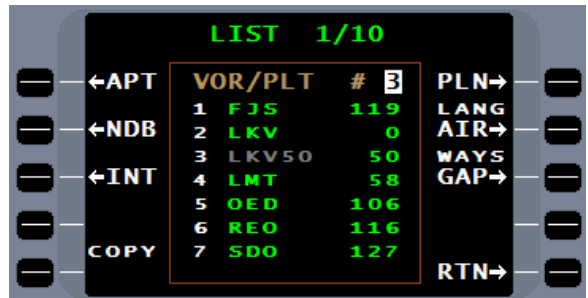 LIST 1/10
←APT VOR/PLT # 3 PLN→
1 FJS 119 LANG
←NDB 2 LKV 0 AIR→
3 LKV50 50 WAYS
←INT 4 LMT 58 GAP→
5 OED 106
6 REO 116
COPY 7 SDO 127
RTN→